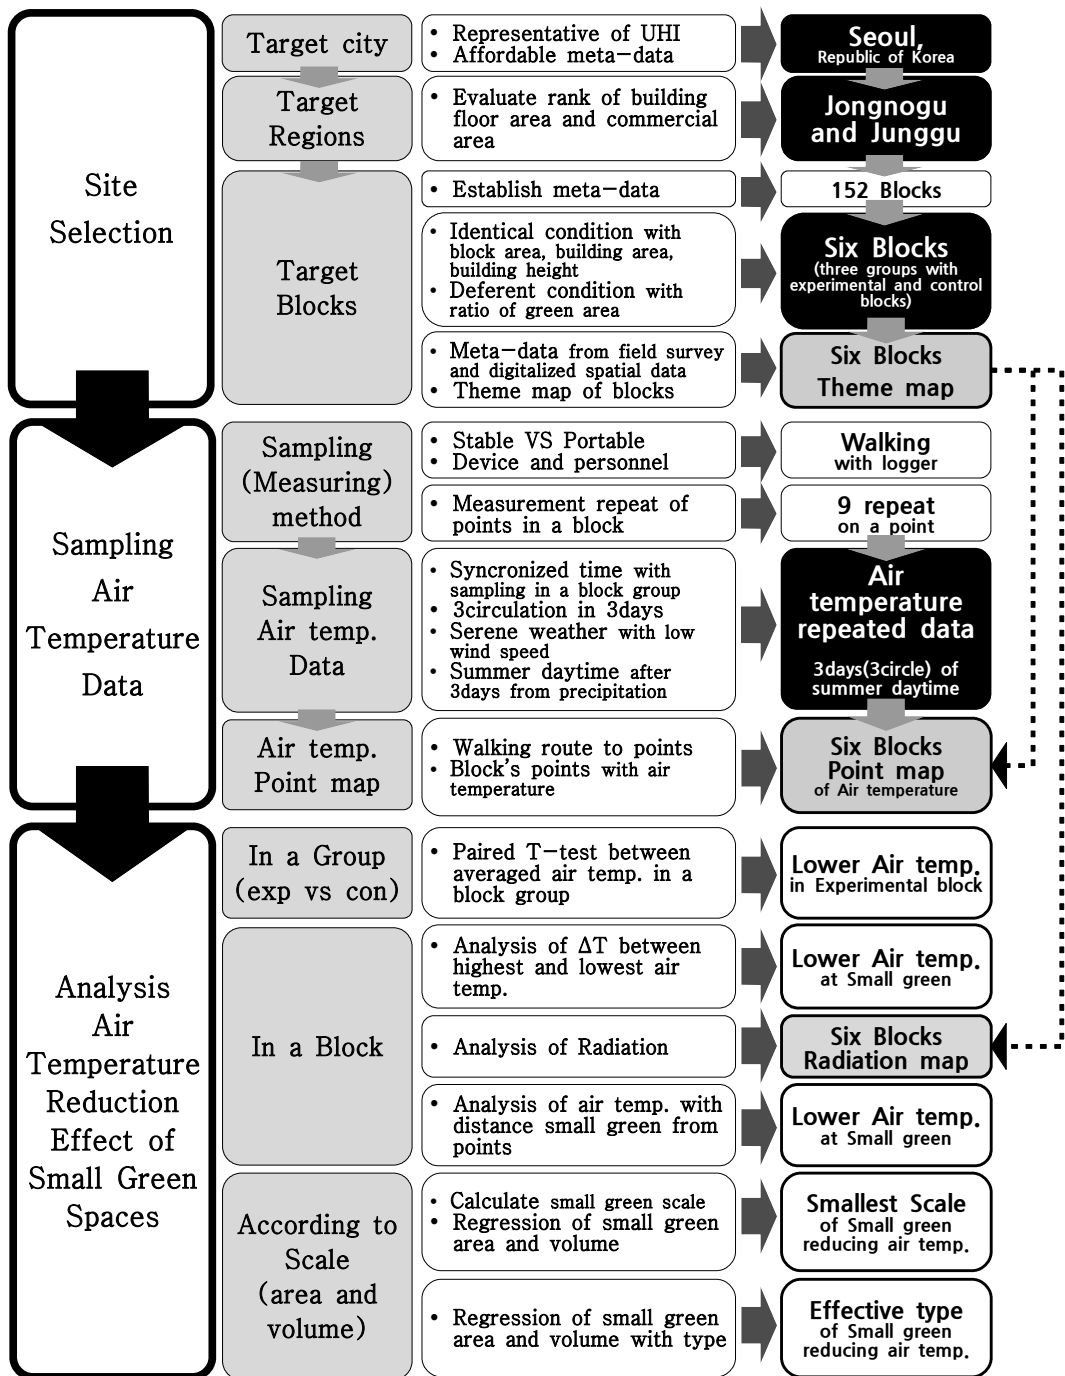 Site
Selection
Target city
• Representative of UHI
• Affordable meta-data
Seoul,
Republic of Korea
Target
Regions
• Evaluate rank of building
floor area and commercial
area
Jongnogu
and Junggu
Target
Blocks
• Establish meta-data
152 Blocks
• Identical condition with
block area, building area,
building height
• Deferent condition with
ratio of green area
Six Blocks
(three groups with
experimental and control
blocks)
• Meta-data from field survey
and digitalized spatial data
• Theme map of blocks
Six Blocks
Theme map
Sampling
Air
Temperature
Data
Sampling
(Measuring)
method
• Stable VS Portable
• Device and personnel
Walking
with logger
• Measurement repeat of
points in a block
9 repeat
on a point
Sampling
Air temp.
Data
• Syncronized time with
sampling in a block group
• 3circulation in 3days
• Serene weather with low
wind speed
• Summer daytime after
3days from precipitation
Air
temperature
repeated data
3days(3circle) of
summer daytime
Air temp.
Point map
• Walking route to points
• Block's points with air
temperature
Six Blocks
Point map
of Air temperature
Analysis
Air
Temperature
Reduction
Effect of
Small Green
Spaces
In a Group
(exp vs con)
• Paired T-test between
averaged air temp. in a
block group
Lower Air temp.
in Experimental block
In a Block
• Analysis of ΔT between
highest and lowest air
temp.
Lower Air temp.
at Small green
• Analysis of Radiation
Six Blocks
Radiation map
• Analysis of air temp. with
distance small green from
points
Lower Air temp.
at Small green
According to
Scale
(area and
volume)
• Calculate small green scale
• Regression of small green
area and volume
Smallest Scale
of Small green
reducing air temp.
• Regression of small green
area and volume with type
Effective type
of Small green
reducing air temp.